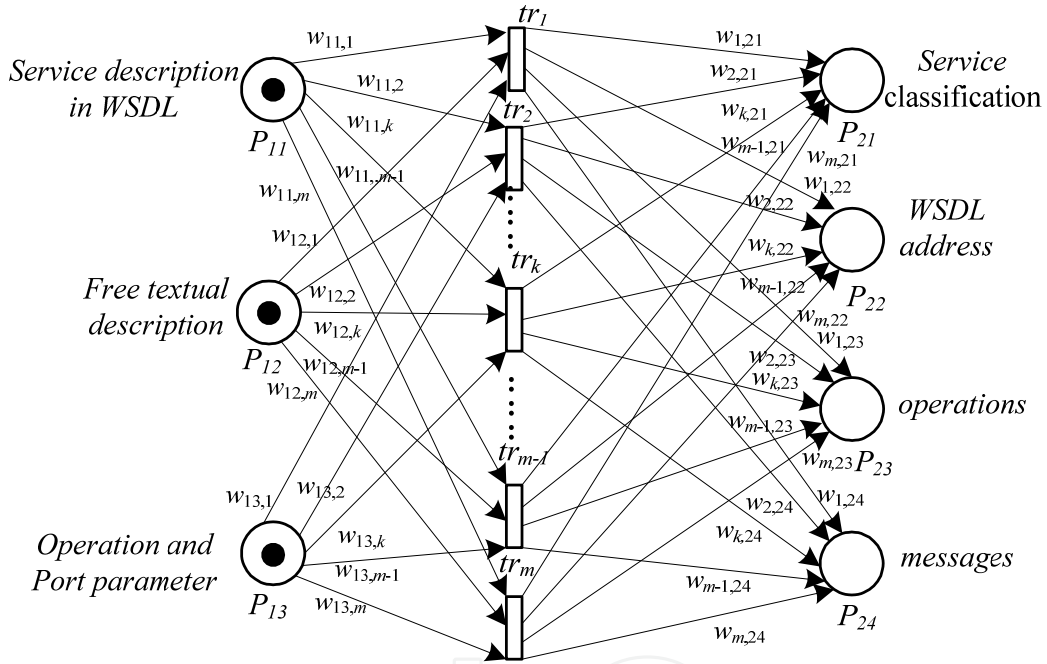 tr1
w11,1
w1,21
Service description
in WSDL
Service
classification
w11,2
w2,21
w11,k
tr2
wk,21
P11
P21
wm-1,21
w11,,m-1
wm,21
w11,m
w1,22
w2,22
WSDL
address
w12,1
wk,22
trk
Free textual
description
w12,2
wm-1,22
P22
w12,k
wm,22
w1,23
P12
w12,m-1
w2,23
w12,m
wk,23
operations
wm-1,23
trm-1
wm,23
P23
w13,1
w13,2
w2,24
w1,24
Operation and
Port parameter
w13,k
wk,24
messages
w13,m-1
trm
wm-1,24
P13
w13,m
P24
wm,24